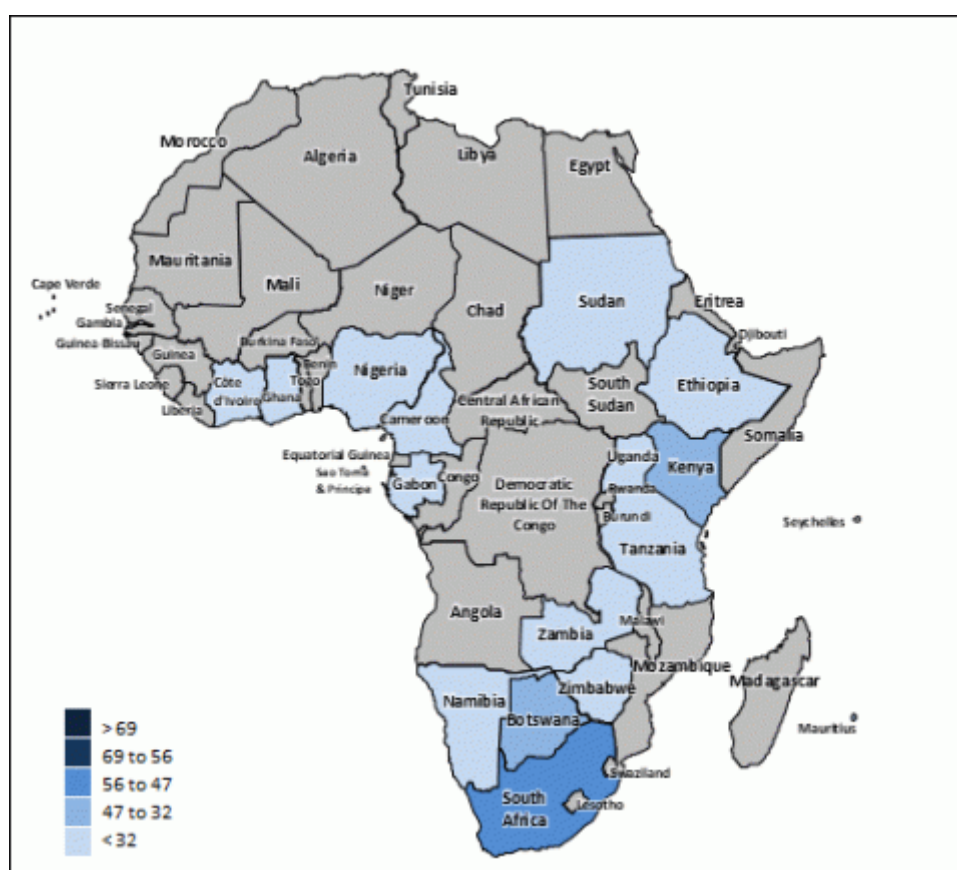 Tunisia
Morocco
Algeria
Libya
Egypt
Mauritania
Mali
Niger
Chad
Sudan
Eritrea
Cape Verde
Senegal
Gambia
Guinea-Bissau
Guinea
Sierra Leone
Liberia
Côte
d'Ivoire
Burkina Faso
Ghana
Togo
Benin
Nigeria
Cameroon
Central African
Republic
South
Sudan
Ethiopia
Djibouti
Somalia
Equatorial Guinea
Sao Tome
& Principe
Gabon
Congo
Democratic
Republic Of The
Congo
Uganda
Kenya
Rwanda
Burundi
Tanzania
Seychelles
Angola
Zambia
Malawi
Mozambique
Madagascar
Mauritius
Namibia
Botswana
Zimbabwe
South
Africa
Swaziland
Lesotho
> 69
69 to 56
56 to 47
47 to 32
< 32